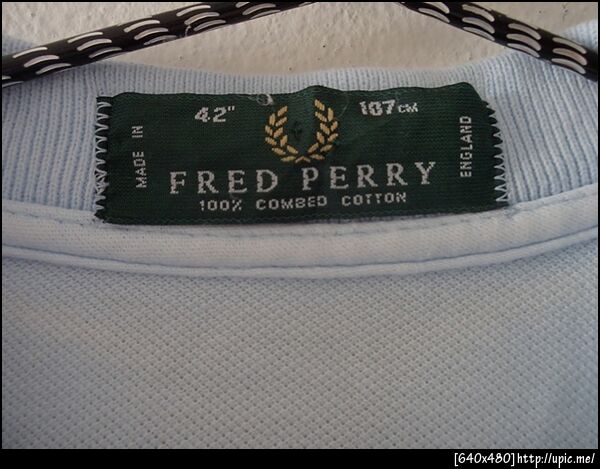 42" 107CM
MADE IN
ENGLAND
FRED PERRY
100% COMBED COTTON
[640x480]http://upic.me/